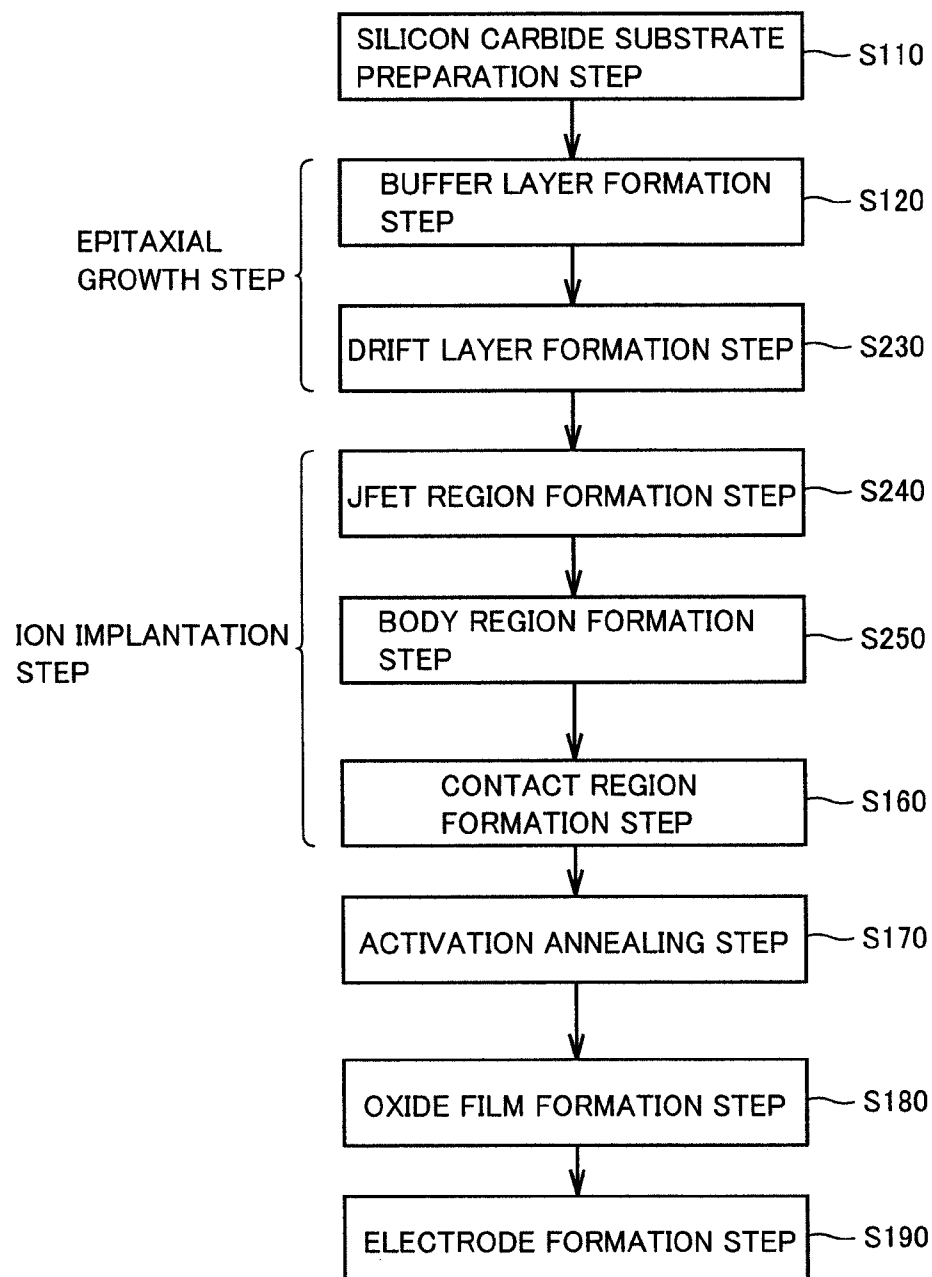 SILICON CARBIDE SUBSTRATE
PREPARATION STEP
S110
BUFFER LAYER FORMATION
STEP
S120
EPITAXIAL
GROWTH STEP
DRIFT LAYER FORMATION STEP
S230
JFET REGION FORMATION STEP
S240
ION IMPLANTATION
STEP
BODY REGION FORMATION
STEP
S250
CONTACT REGION
FORMATION STEP
S160
ACTIVATION ANNEALING STEP
S170
OXIDE FILM FORMATION STEP
S180
ELECTRODE FORMATION STEP
S190